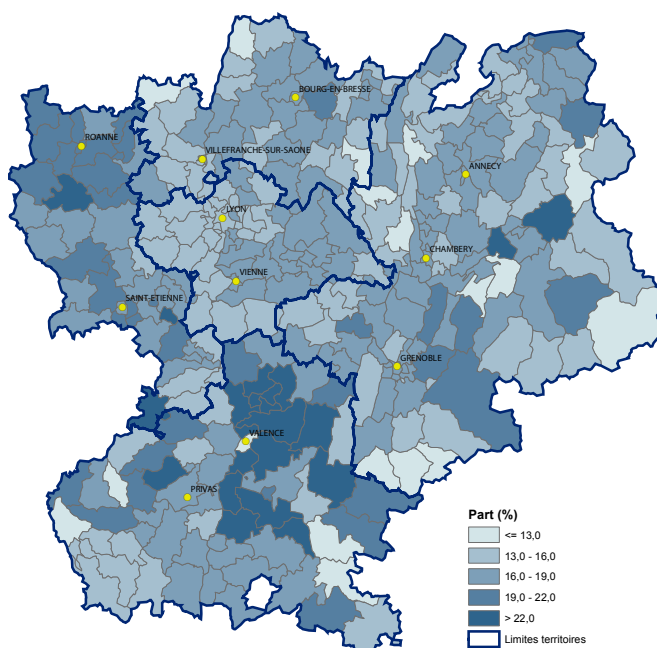 BOURG-EN-BRESSE
ROANNE
VILLEFRANCHE-SUR-SAONE
ANNECY
LYON
CHAMBERY
VIENNE
SAINT-ETIENNE
GRENOBLE
VALENCE
PRIVAS
Part (%)
<= 13,0
13,0 - 16,0
16,0 - 19,0
19,0 - 22,0
> 22,0
Limites territoires